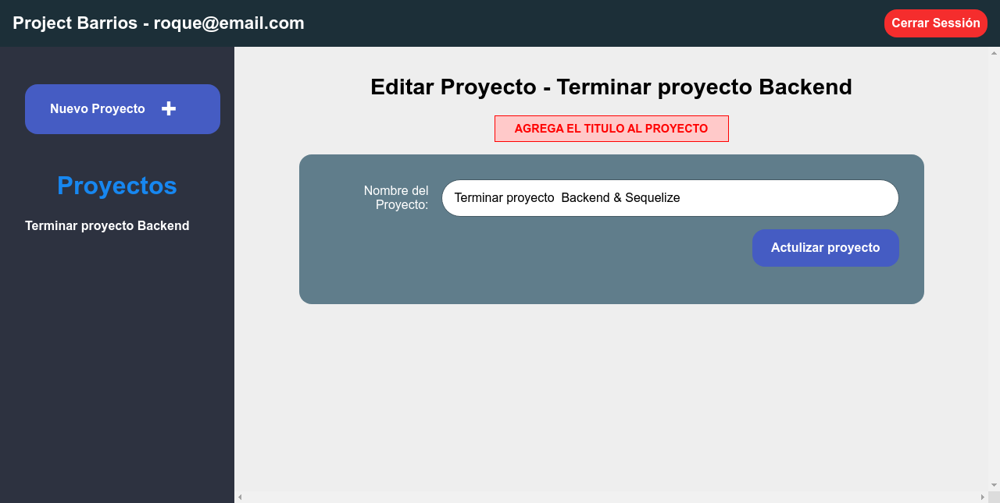 Project Barrios - roque@email.com
Cerrar Sessión
Nuevo Proyecto
Proyectos
Terminar proyecto Backend
Editar Proyecto - Terminar proyecto Backend
AGREGA EL TITULO AL PROYECTO
Nombre del
Proyecto:
Terminar proyecto  Backend & Sequelize
Actulizar proyecto